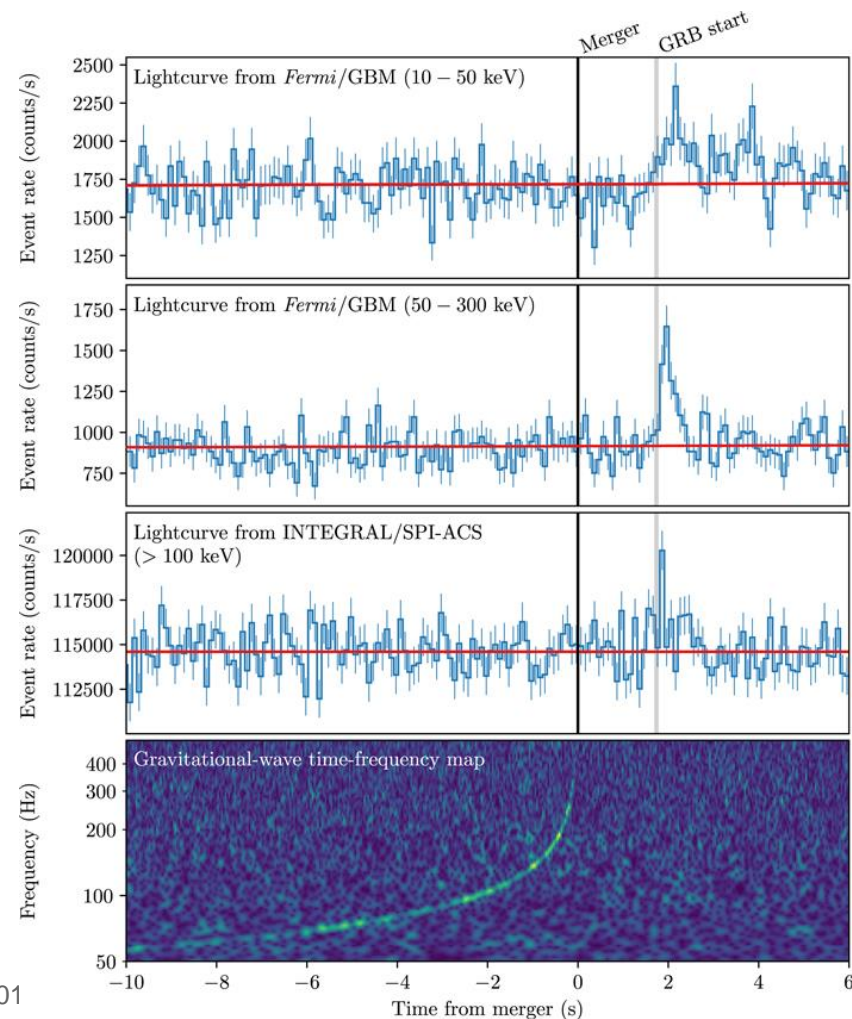 Merger GRB start
Lightcurve from Fermi/GBM (10 − 50 keV)
2500
2250
2000
1750
1500
1250
Event rate (counts/s)
Lightcurve from Fermi/GBM (50 − 300 keV)
1750
1500
1250
1000
750
Event rate (counts/s)
Lightcurve from INTEGRAL/SPI-ACS
(> 100 keV)
120000
117500
115000
112500
Event rate (counts/s)
Gravitational-wave time-frequency map
400
300
200
100
50
Frequency (Hz)
−10 −8 −6 −4 −2 0 2 4 6
Time from merger (s)
01